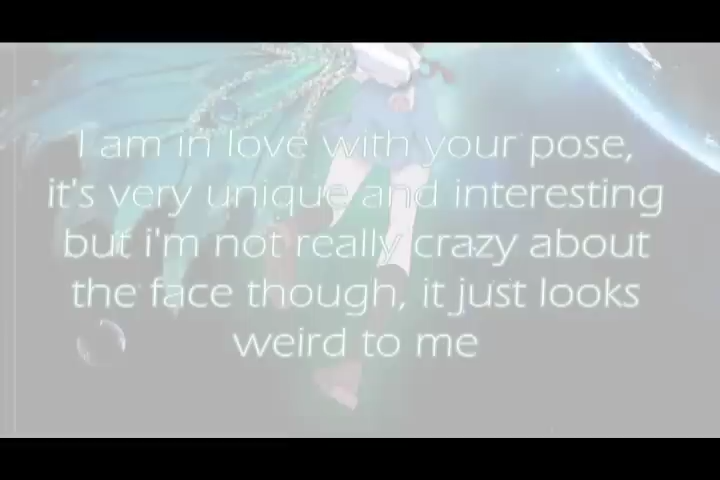 I am in love with your pose,
it's very unique and interesting
but i'm not really crazy about
the face though, it just looks
weird to me